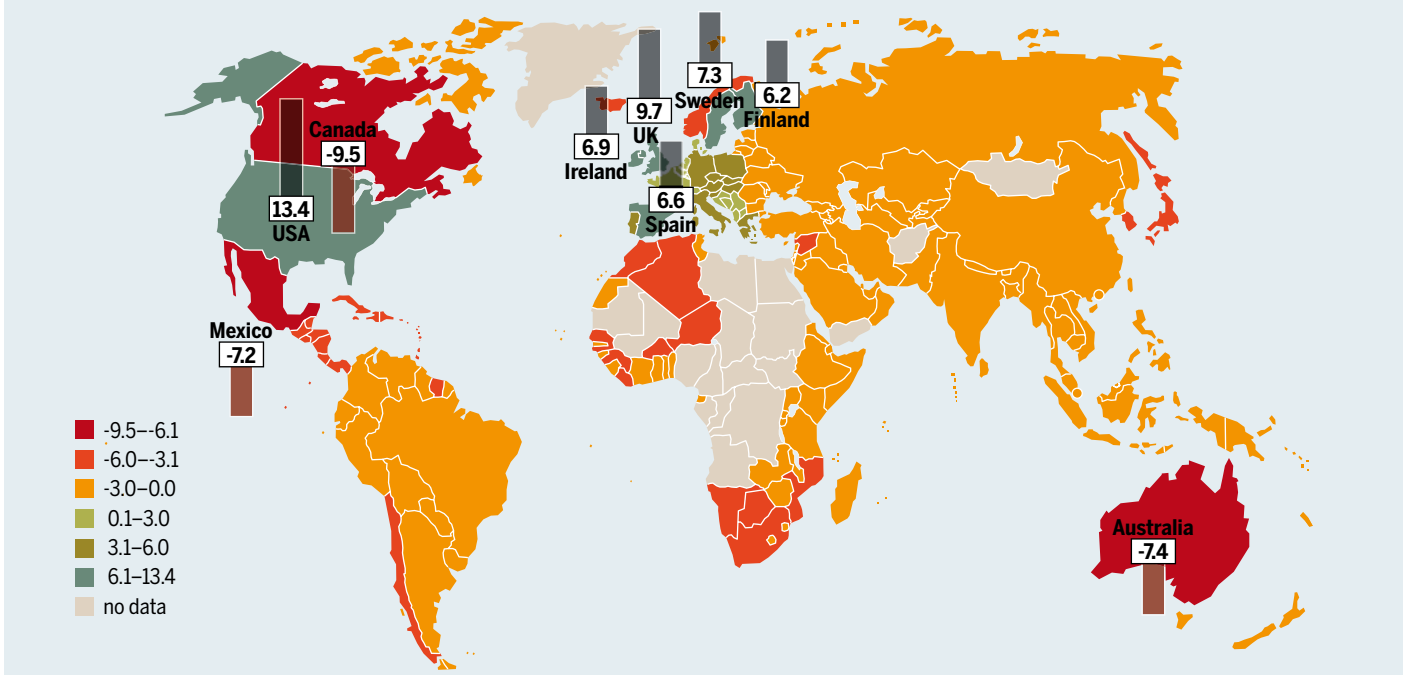 7.3
Sweden
6.2
Finland
9.7
UK
6.9
Ireland
Canada
-9.5
6.6
Spain
13.4
USA
Mexico
-7.2
Australia
-7.4
-9.5–-6.1
-6.0–-3.1
-3.0–0.0
0.1–3.0
3.1–6.0
6.1–13.4
no data